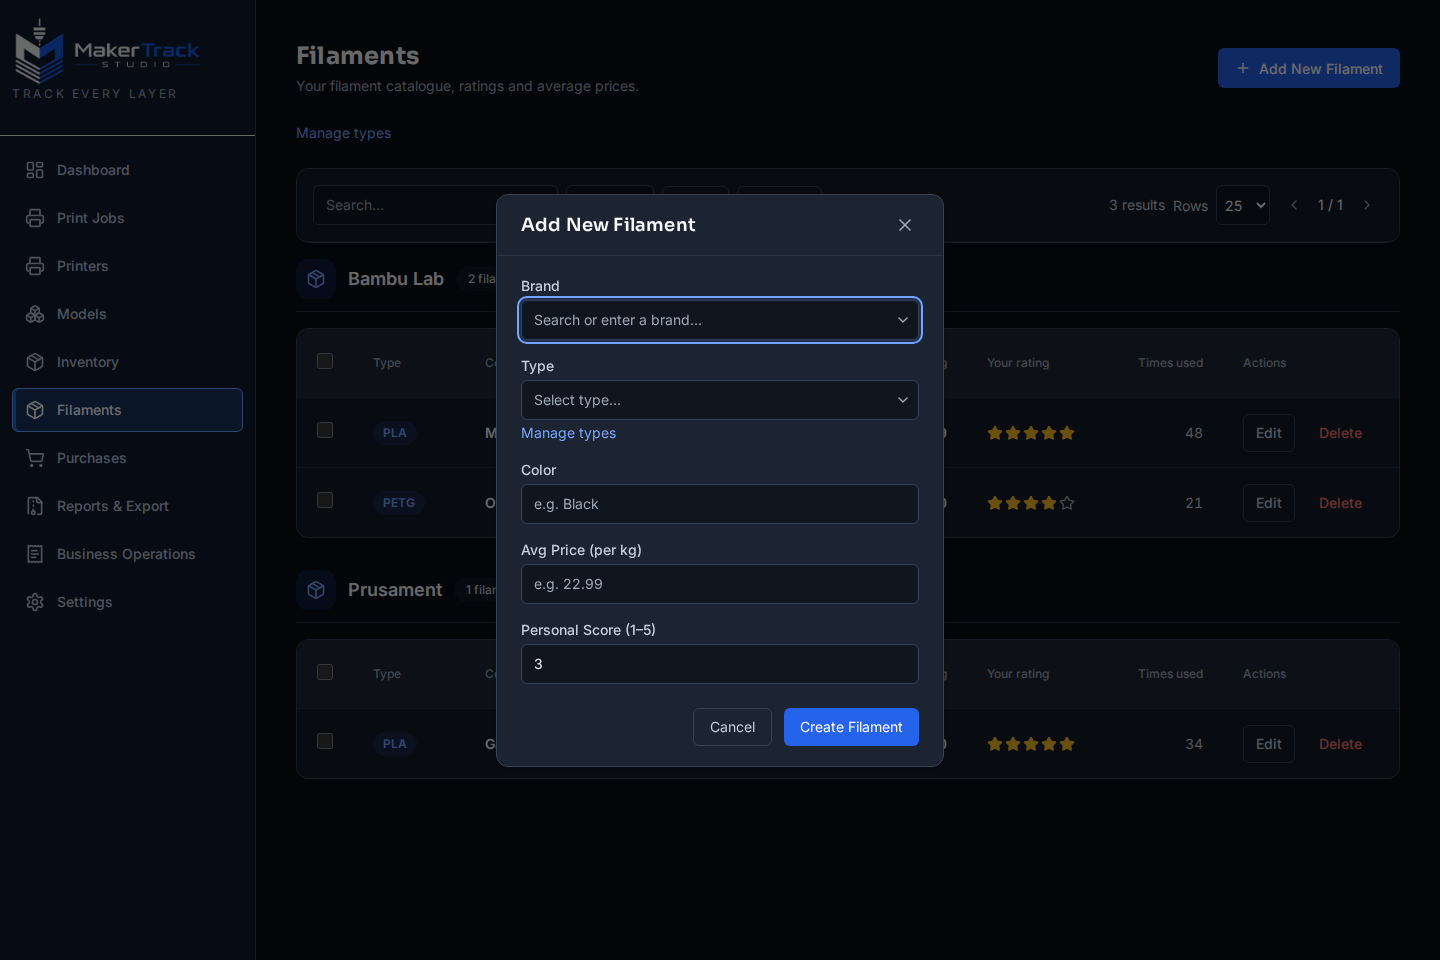 MakerTrack
STUDIO
TRACK EVERY LAYER
Dashboard
Print Jobs
Printers
Models
Inventory
Filaments
Purchases
Reports & Export
Business Operations
Settings
Filaments
Your filament catalogue, ratings and average prices.
+ Add New Filament
Manage types
Search...
3 results Rows 25 1 / 1
Bambu Lab
Type Your rating Times used Actions
PLA 48 Edit Delete
PETG 21 Edit Delete
Prusament
Type Your rating Times used Actions
PLA 34 Edit Delete
Add New Filament
Brand
Search or enter a brand...
Type
Select type...
Manage types
Color
e.g. Black
Avg Price (per kg)
e.g. 22.99
Personal Score (1–5)
3
Cancel Create Filament